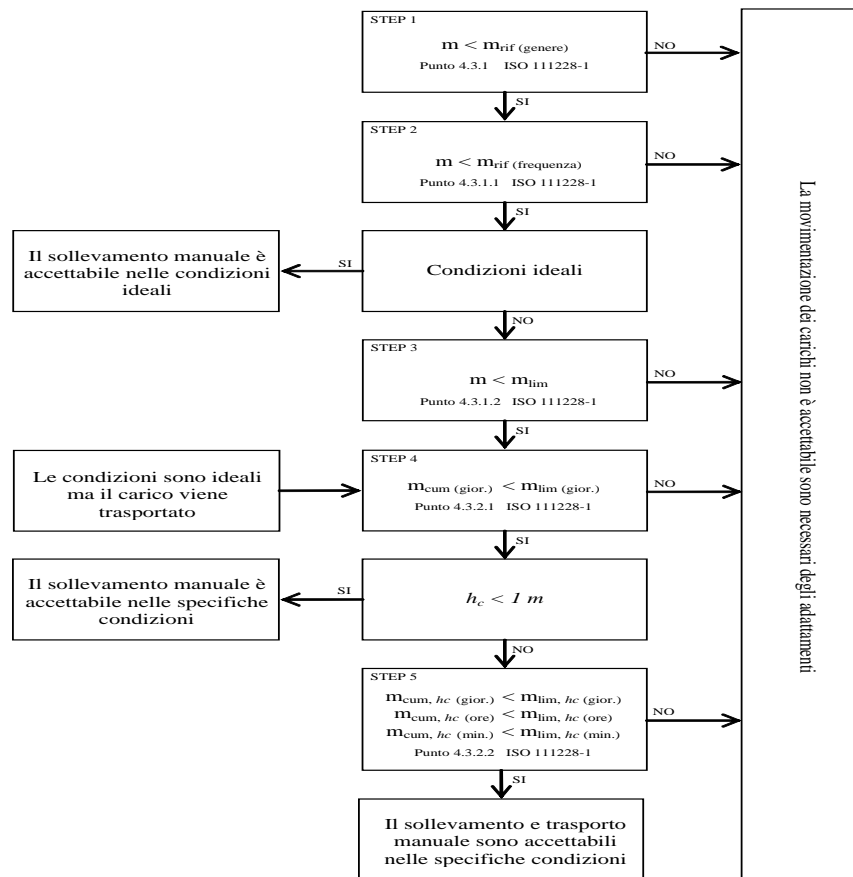 STEP 1
m < mrif (genere)
Punto 4.3.1 ISO 111228-1
NO
SI
STEP 2
m < mrif (frequenza)
Punto 4.3.1.1 ISO 111228-1
NO
SI
Il sollevamento manuale è
accettabile nelle condizioni
ideali
SI
Condizioni ideali
NO
STEP 3
m < mlim
Punto 4.3.1.2 ISO 111228-1
NO
SI
Le condizioni sono ideali
ma il carico viene
trasportato
STEP 4
mcum (gior.) < mlim (gior.)
Punto 4.3.2.1 ISO 111228-1
NO
SI
Il sollevamento manuale è
accettabile nelle specifiche
condizioni
SI
hc < 1 m
NO
STEP 5
mcum, hc (gior.) < mlim, hc (gior.)
mcum, hc (ore) < mlim, hc (ore)
mcum, hc (min.) < mlim, hc (min.)
Punto 4.3.2.2 ISO 111228-1
NO
SI
Il sollevamento e trasporto
manuale sono accettabili
nelle specifiche condizioni
La movimentazione dei carichi non è accettabile sono necessari degli adattamenti